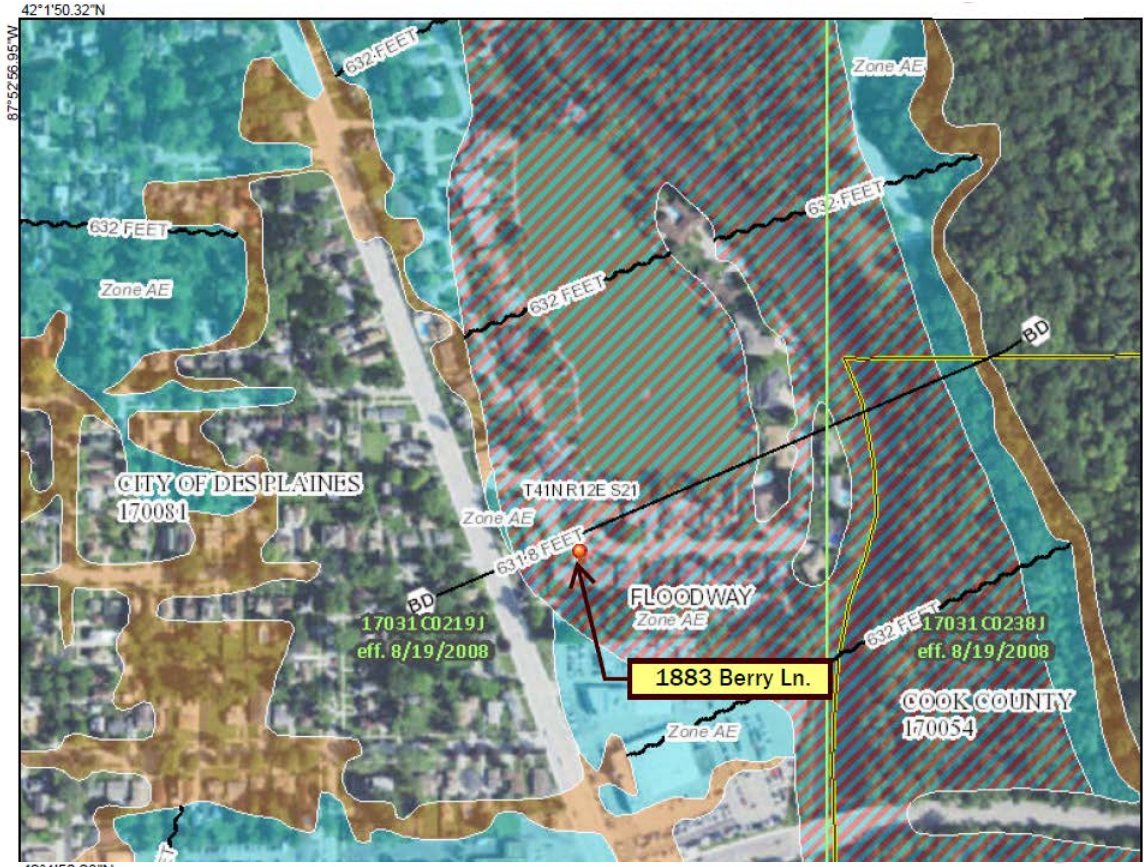 42°1'50.32"N
87°52'56.95"W
632 FEET
Zone AE
632 FEET
632 FEET
Zone AE
632 FEET
BD
CITY OF DES PLAINES
170081
T41N R12E S21
Zone AE
631.8 FEET
BD
FLOODWAY
Zone AE
17031C0219J
eff. 8/19/2008
632 FEET
17031C0238J
eff. 8/19/2008
1883 Berry Ln.
COOK COUNTY
170054
Zone AE